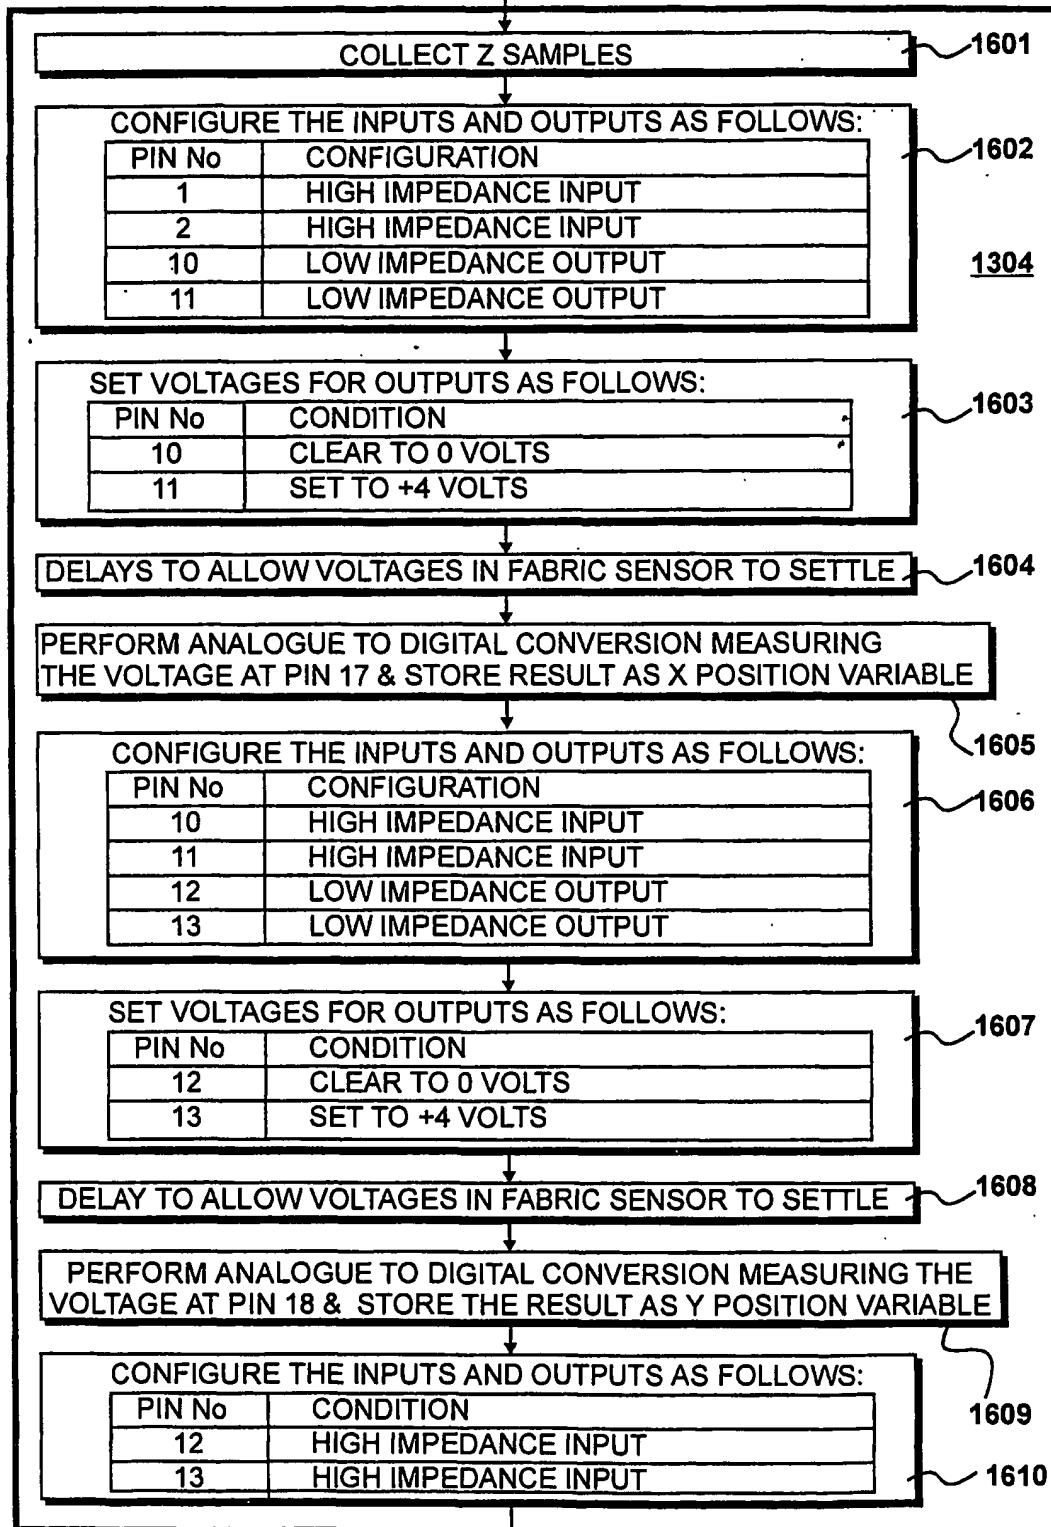 COLLECT Z SAMPLES
1601
CONFIGURE THE INPUTS AND OUTPUTS AS FOLLOWS:
PIN No CONFIGURATION
1 HIGH IMPEDANCE INPUT
2 HIGH IMPEDANCE INPUT
10 LOW IMPEDANCE OUTPUT
11 LOW IMPEDANCE OUTPUT
1602
1304
SET VOLTAGES FOR OUTPUTS AS FOLLOWS:
PIN No CONDITION
10 CLEAR TO 0 VOLTS
11 SET TO +4 VOLTS
1603
DELAYS TO ALLOW VOLTAGES IN FABRIC SENSOR TO SETTLE
1604
PERFORM ANALOGUE TO DIGITAL CONVERSION MEASURING
THE VOLTAGE AT PIN 17 & STORE RESULT AS X POSITION VARIABLE
1605
CONFIGURE THE INPUTS AND OUTPUTS AS FOLLOWS:
PIN No CONFIGURATION
10 HIGH IMPEDANCE INPUT
11 HIGH IMPEDANCE INPUT
12 LOW IMPEDANCE OUTPUT
13 LOW IMPEDANCE OUTPUT
1606
SET VOLTAGES FOR OUTPUTS AS FOLLOWS:
PIN No CONDITION
12 CLEAR TO 0 VOLTS
13 SET TO +4 VOLTS
1607
DELAY TO ALLOW VOLTAGES IN FABRIC SENSOR TO SETTLE
1608
PERFORM ANALOGUE TO DIGITAL CONVERSION MEASURING THE
VOLTAGE AT PIN 18 & STORE THE RESULT AS Y POSITION VARIABLE
1609
CONFIGURE THE INPUTS AND OUTPUTS AS FOLLOWS:
PIN No CONDITION
12 HIGH IMPEDANCE INPUT
13 HIGH IMPEDANCE INPUT
1610